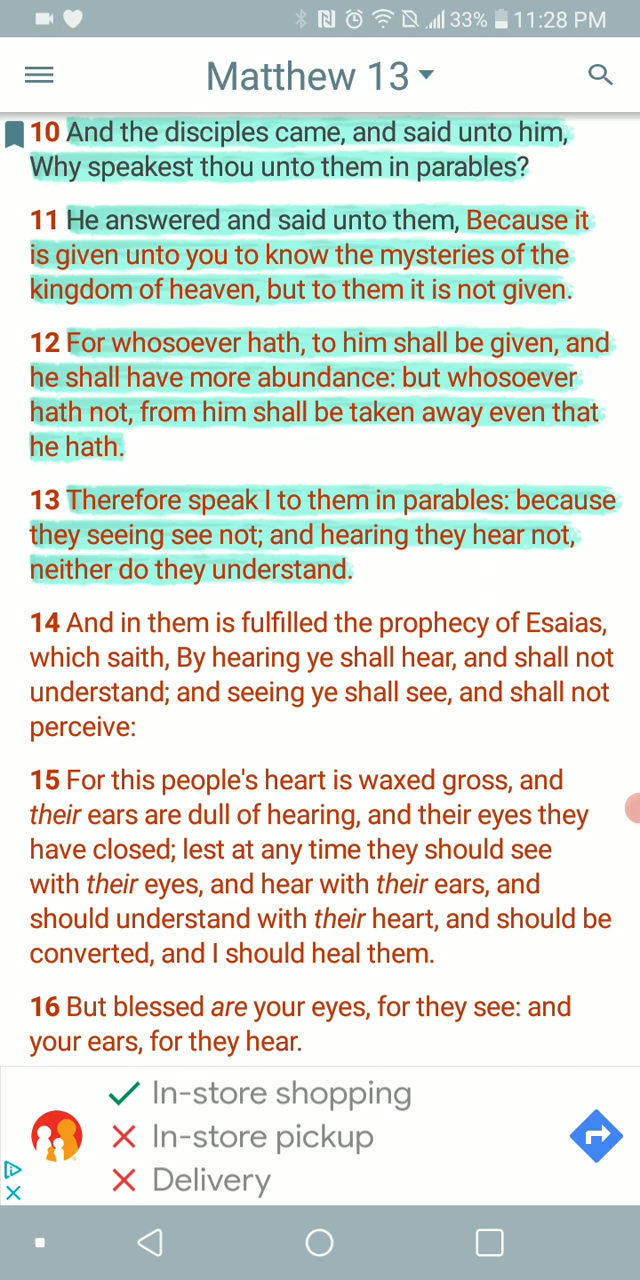 33% 11:28 PM
Matthew 13
10 And the disciples came, and said unto him,
Why speakest thou unto them in parables?
11 He answered and said unto them, Because it
is given unto you to know the mysteries of the
kingdom of heaven, but to them it is not given.
12 For whosoever hath, to him shall be given, and
he shall have more abundance: but whosoever
hath not, from him shall be taken away even that
he hath.
13 Therefore speak I to them in parables: because
they seeing see not; and hearing they hear not,
neither do they understand.
14 And in them is fulfilled the prophecy of Esaias,
which saith, By hearing ye shall hear, and shall not
understand; and seeing ye shall see, and shall not
perceive:
15 For this people's heart is waxed gross, and
their ears are dull of hearing, and their eyes they
have closed; lest at any time they should see
with their eyes, and hear with their ears, and
should understand with their heart, and should be
converted, and I should heal them.
16 But blessed are your eyes, for they see: and
your ears, for they hear.
In-store shopping
In-store pickup
Delivery